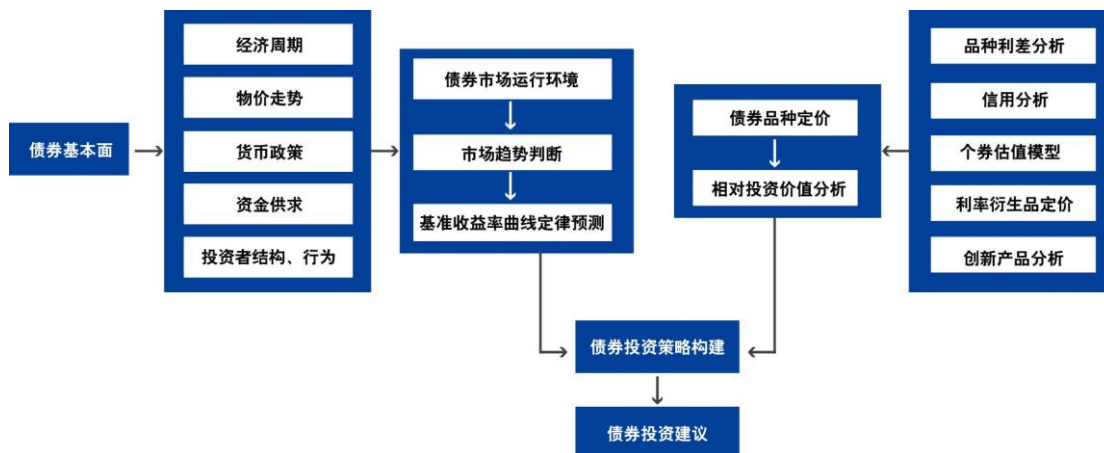 债券基本面
经济周期
物价走势
货币政策
资金供求
投资者结构、行为
债券市场运行环境
市场趋势判断
基准收益率曲线定律预测
债券品种定价
相对投资价值分析
品种利差分析
信用分析
个券估值模型
利率衍生品定价
创新产品分析
债券投资策略构建
债券投资建议